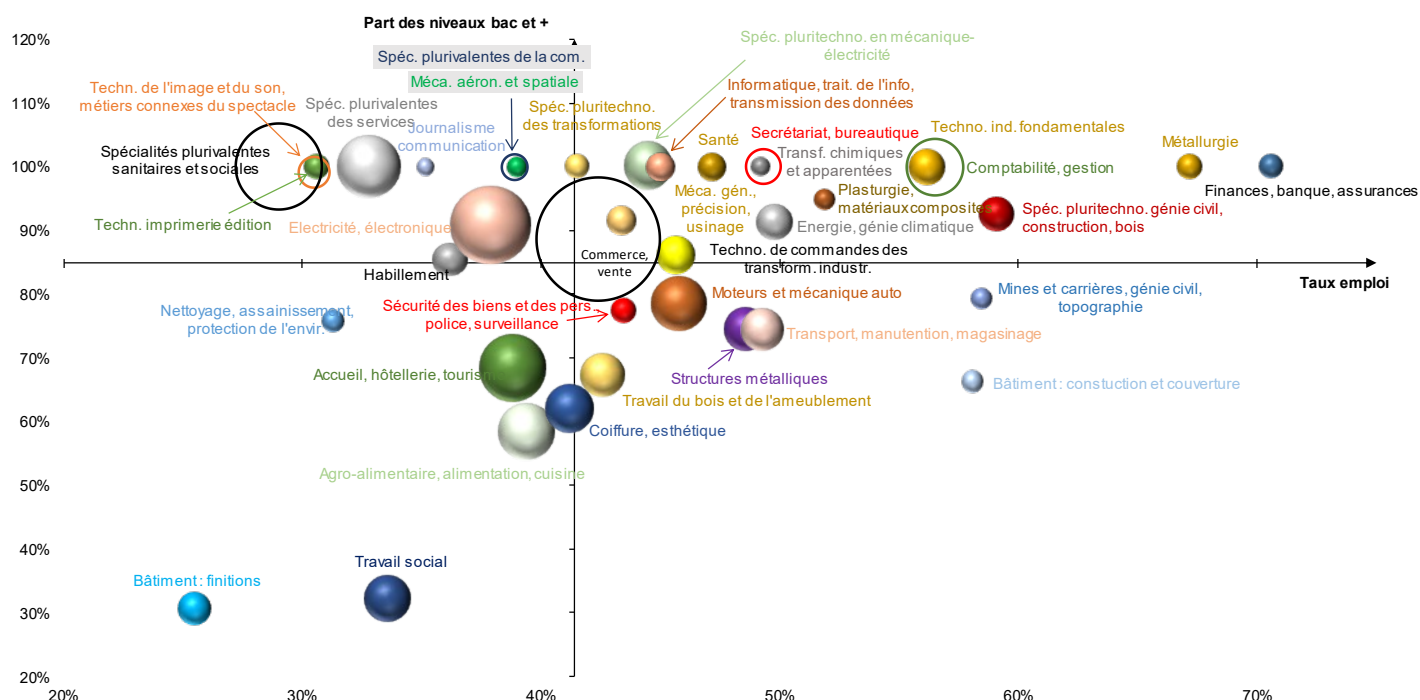 Part des niveaux bac et +
120%
Spéc. plurivalentes de la com.
Spéc. pluritechno. en mécanique-
électricité
Méca. aéron. et spatiale
Techn. de l'image et du son,
métiers connexes du spectacle
Informatique, trait. de l'info,
transmission des données
110%
Spéc. plurivalentes
des services
Spéc. pluritechno.
des transformations
Journalisme
communication
Santé
Secrétariat, bureautique
Techno. ind. fondamentales
Métallurgie
Spécialités plurivalentes
sanitaires et sociales
Transf. chimiques
et apparentées
100%
Comptabilité, gestion
Finances, banque, assurances
Méca. gén.,
précision,
usinage
Plasturgie,
matériaux composites
Techn. imprimerie édition
Electricité, électronique
Energie, génie climatique
Spéc. pluritechno. génie civil,
construction, bois
90%
Commerce,
vente
Techno. de commandes des
transform. industr.
Habillement
Taux emploi
80%
Moteurs et mécanique auto
Mines et carrières, génie civil,
topographie
Nettoyage, assainissement,
protection de l'envir.
Sécurité des biens et des pers.,
police, surveillance
Transport, manutention, magasinage
70%
Accueil, hôtellerie, tourisme
Structures métalliques
Bâtiment : constuction et couverture
Travail du bois et de l'ameublement
60%
Coiffure, esthétique
Agro-alimentaire, alimentation, cuisine
50%
40%
Travail social
Bâtiment : finitions
30%
20%
20%
30%
40%
50%
60%
70%